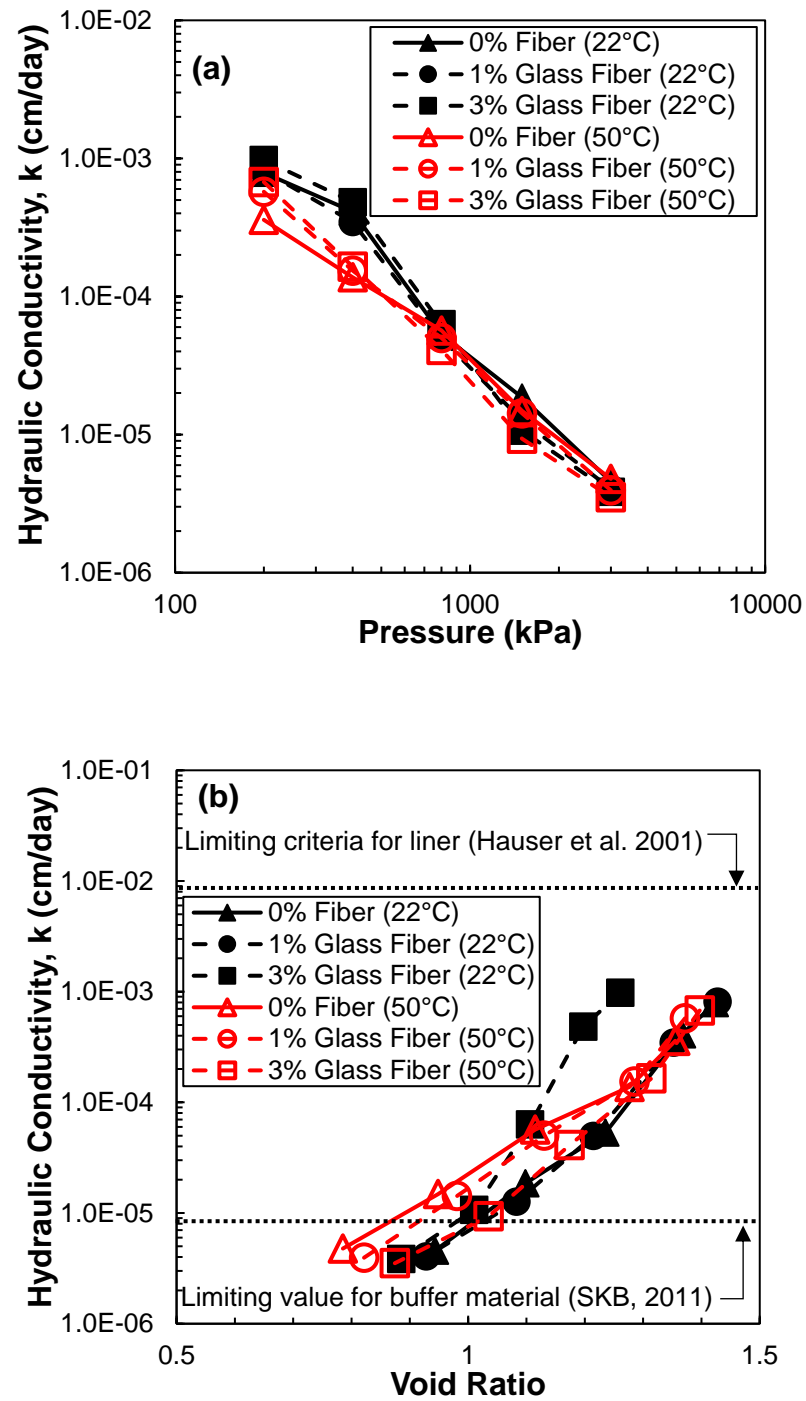 1.0E-02
(a)
0% Fiber (22°C)
1% Glass Fiber (22°C)
3% Glass Fiber (22°C)
0% Fiber (50°C)
1% Glass Fiber (50°C)
3% Glass Fiber (50°C)
1.0E-03
1.0E-04
1.0E-05
1.0E-06
Hydraulic Conductivity, k (cm/day)
100
1000
10000
Pressure (kPa)
1.0E-01
(b)
Limiting criteria for liner (Hauser et al. 2001)
1.0E-02
0% Fiber (22°C)
1% Glass Fiber (22°C)
3% Glass Fiber (22°C)
0% Fiber (50°C)
1% Glass Fiber (50°C)
3% Glass Fiber (50°C)
1.0E-03
1.0E-04
1.0E-05
Limiting value for buffer material (SKB, 2011)
1.0E-06
Hydraulic Conductivity, k (cm/day)
0.5
1
1.5
Void Ratio